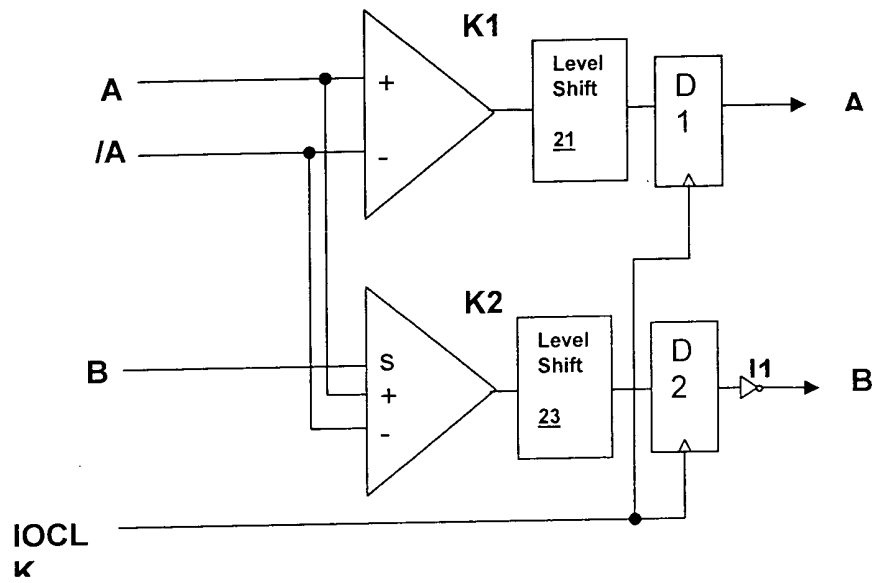 K1
A
/A
+
-
Level
Shift
21
D
1
A
K2
B
S
+
-
Level
Shift
23
D
2
I1
B
IOCL
K